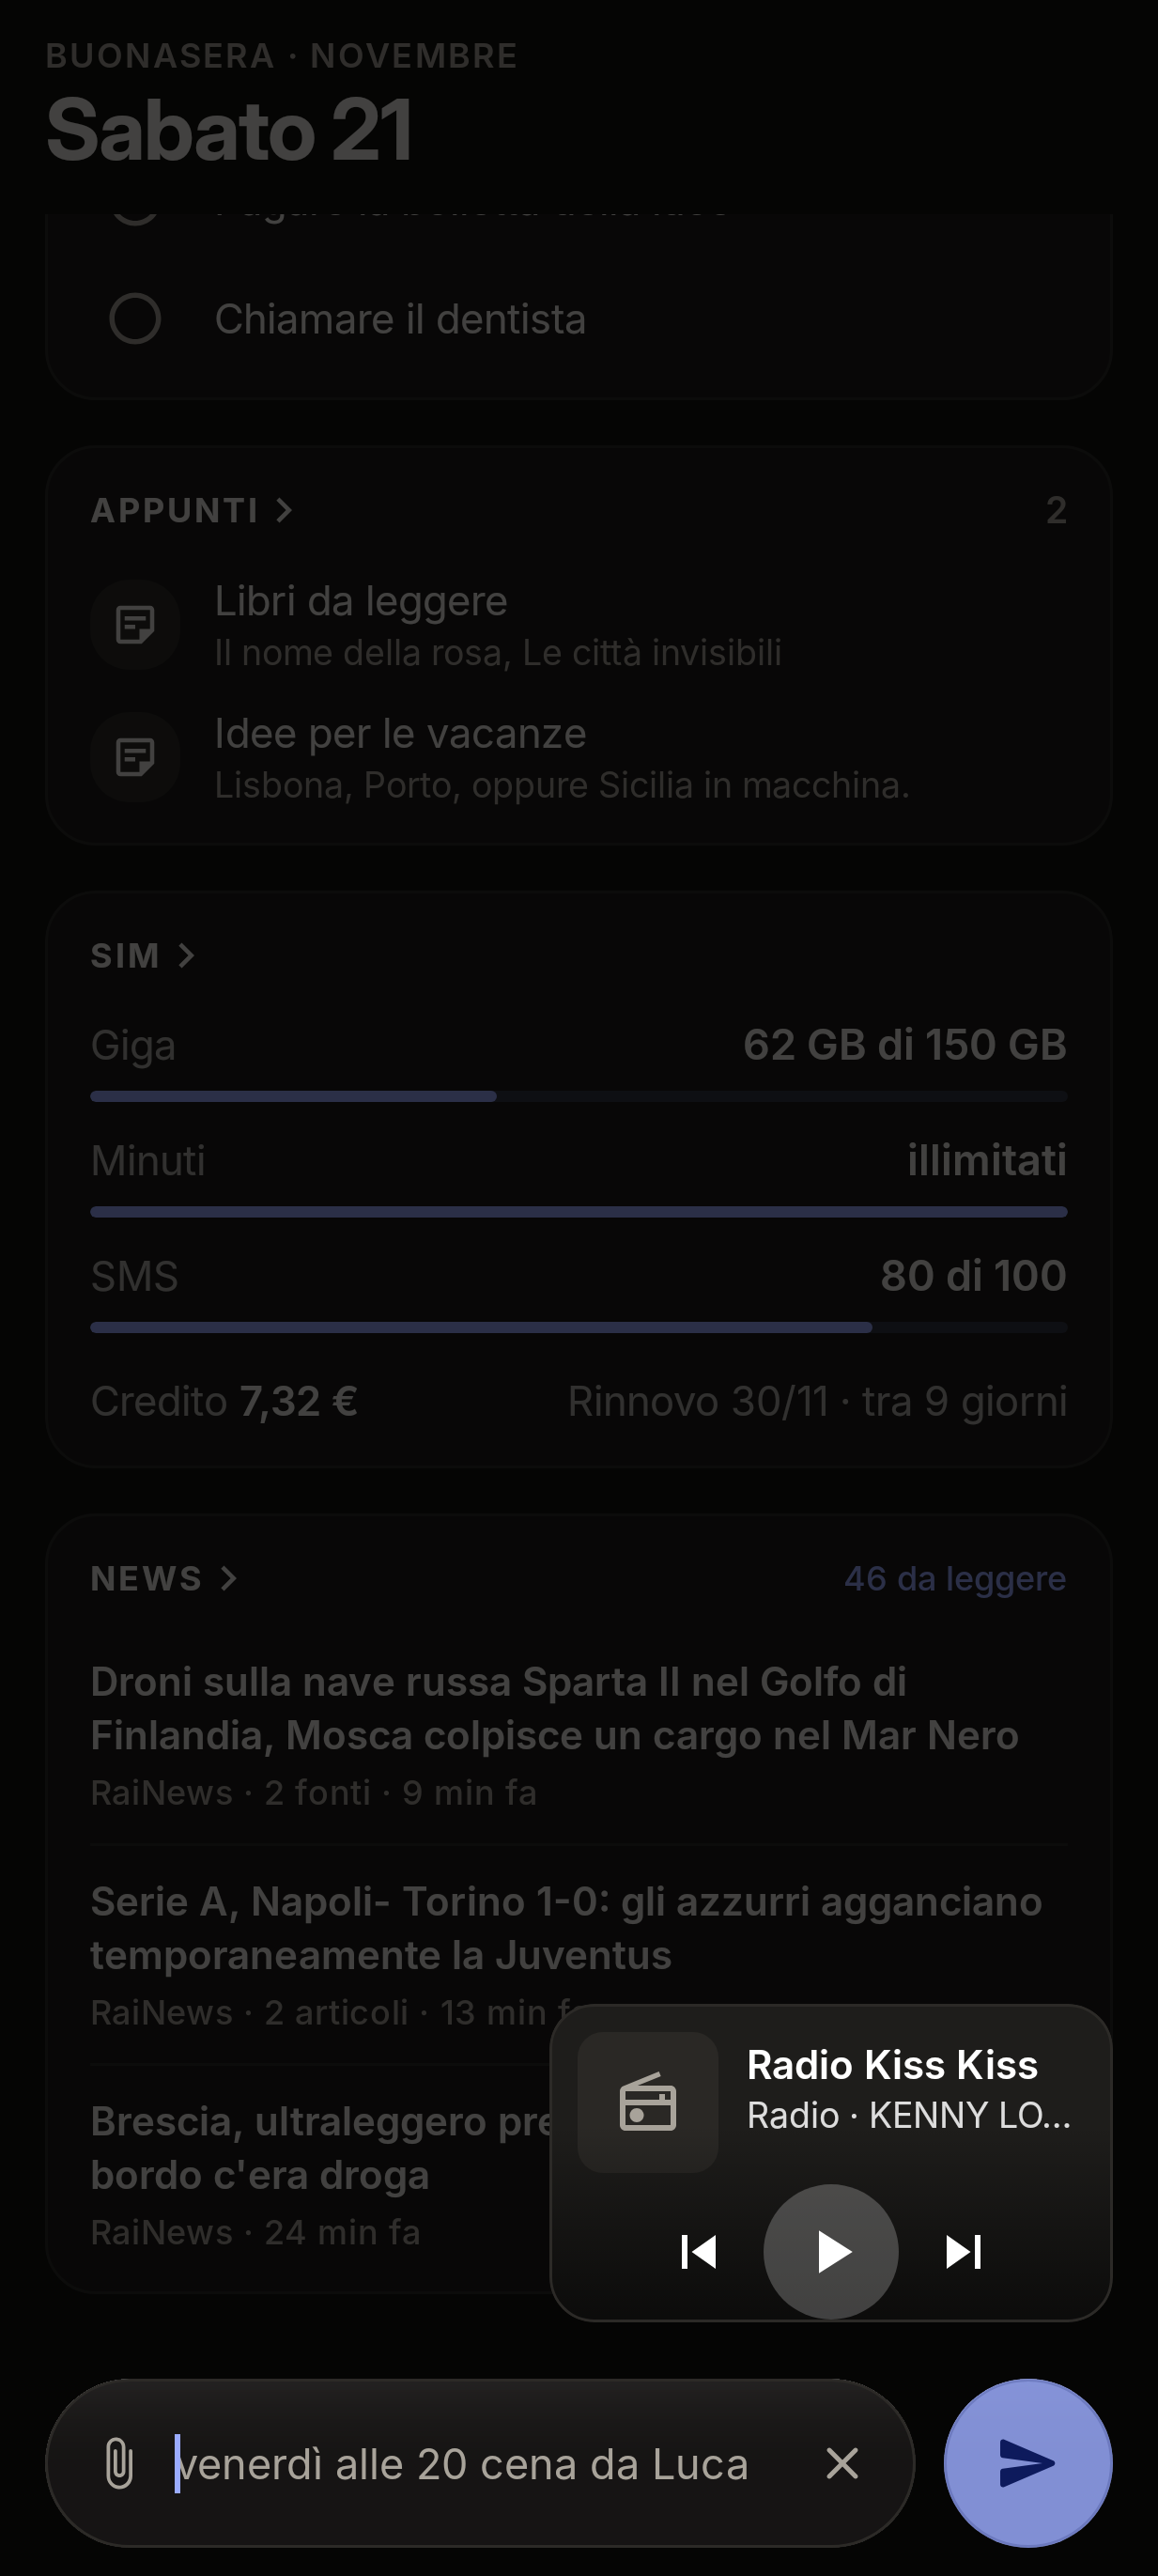 BUONASERA · NOVEMBRE
Sabato 21
Chiamare il dentista
APPUNTI
2
Libri da leggere
Il nome della rosa, Le città invisibili
Idee per le vacanze
Lisbona, Porto, oppure Sicilia in macchina.
SIM
Giga 62 GB di 150 GB
Minuti illimitati
SMS 80 di 100
Credito 7,32 € Rinnovo 30/11 · tra 9 giorni
NEWS 46 da leggere
Droni sulla nave russa Sparta II nel Golfo di
Finlandia, Mosca colpisce un cargo nel Mar Nero
RaiNews · 2 fonti · 9 min fa
Serie A, Napoli- Torino 1-0: gli azzurri agganciano
temporaneamente la Juventus
RaiNews · 2 articoli · 13 min
Brescia, ultraleggero
bordo c'era droga
RaiNews · 24 min fa
Radio Kiss Kiss
Radio · KENNY LO...
venerdì alle 20 cena da Luca